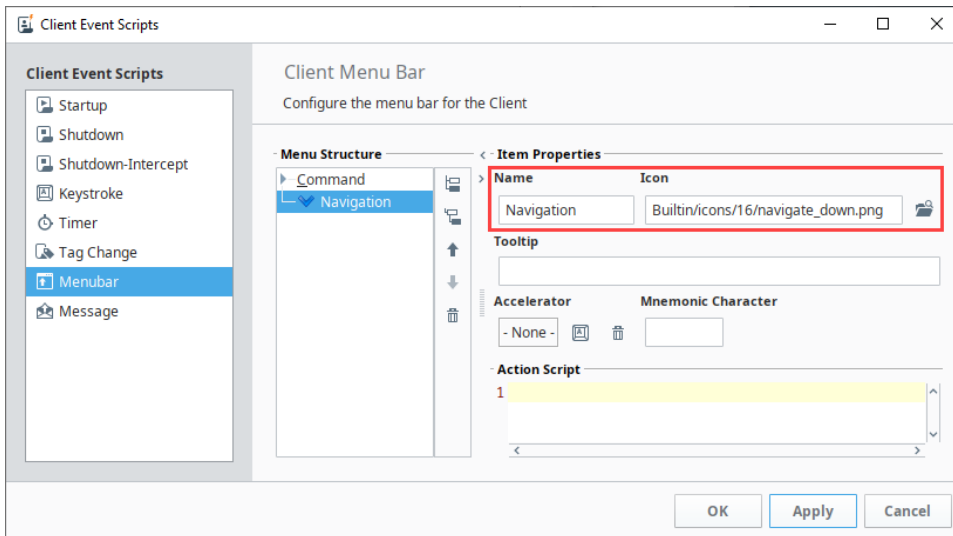 Client Event Scripts
Client Event Scripts
Startup
Shutdown
Shutdown-Intercept
Keystroke
Timer
Tag Change
Menubar
Message
Client Menu Bar
Configure the menu bar for the Client
Menu Structure
Command
Navigation
Item Properties
Name Icon
Navigation Builtin/icons/16/navigate_down.png
Tooltip
Accelerator Mnemonic Character
- None -
Action Script
1
OK Apply Cancel